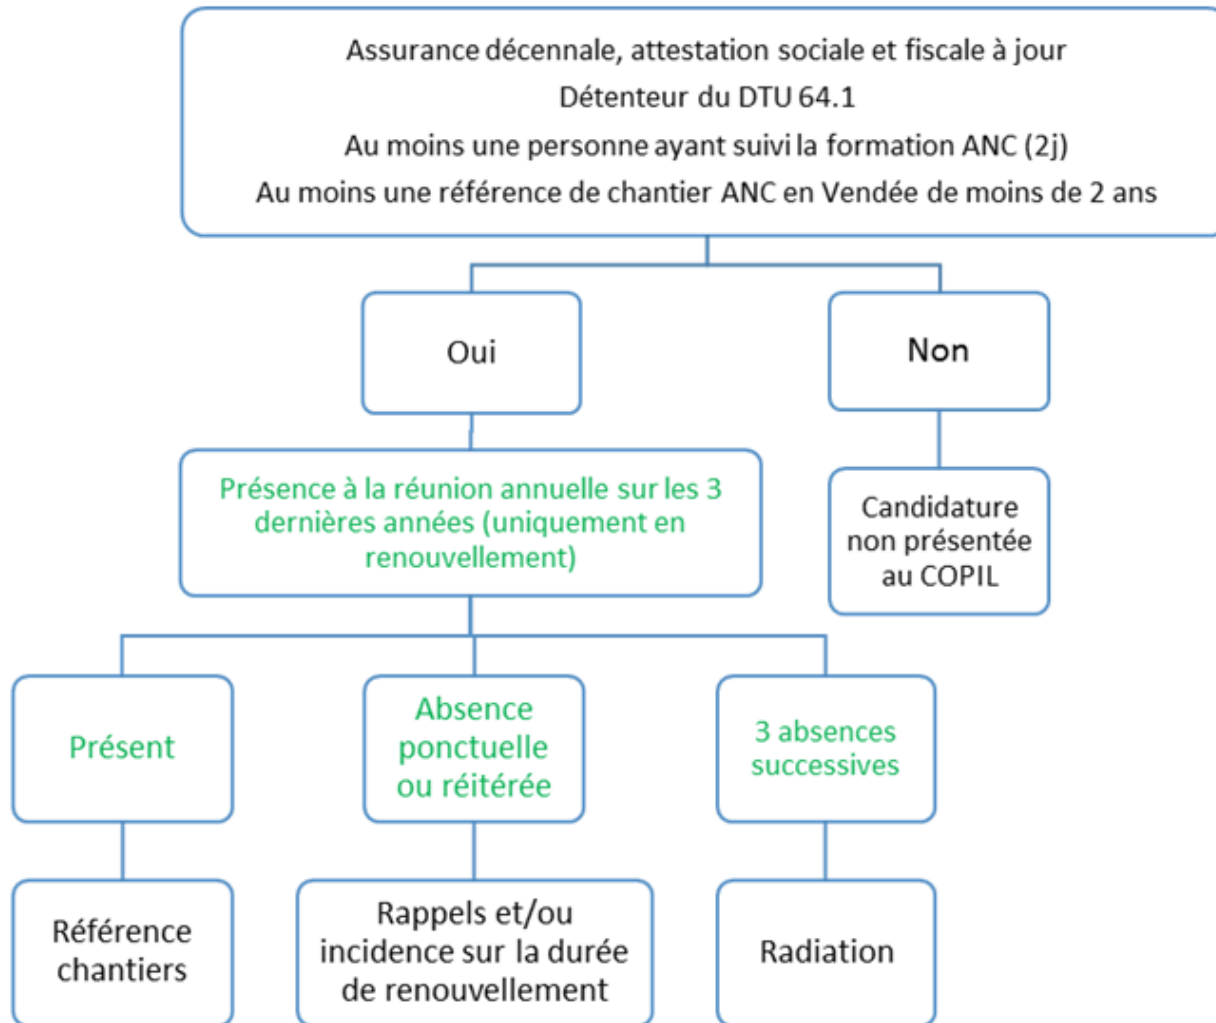 Assurance décennale, attestation sociale et fiscale à jour
Détenteur du DTU 64.1
Au moins une personne ayant suivi la formation ANC (2j)
Au moins une référence de chantier ANC en Vendée de moins de 2 ans
Oui
Non
Présence à la réunion annuelle sur les 3
dernières années (uniquement en
renouvellement)
Candidature
non présentée
au COPIL
Présent
Absence
ponctuelle
ou réitérée
3 absences
successives
Référence
chantiers
Rappels et/ou
incidence sur la durée
de renouvellement
Radiation